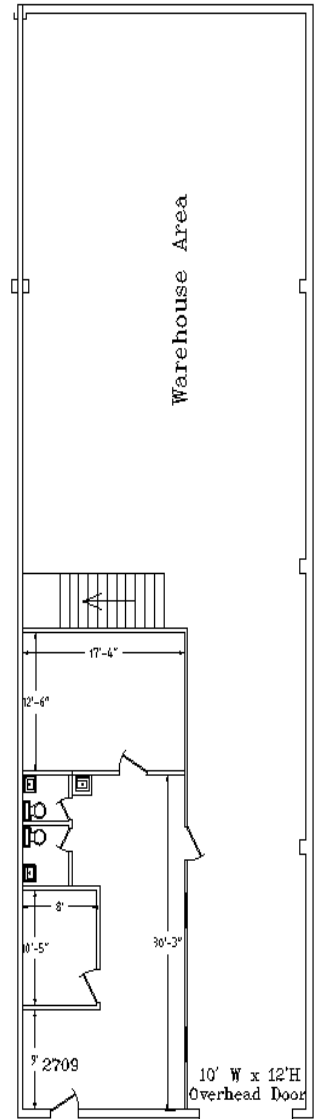 Warehouse Area
17'-4"
12'-6"
8'
10'-5"
30'-3"
9'
2709
10' W x 12'H
Overhead Door